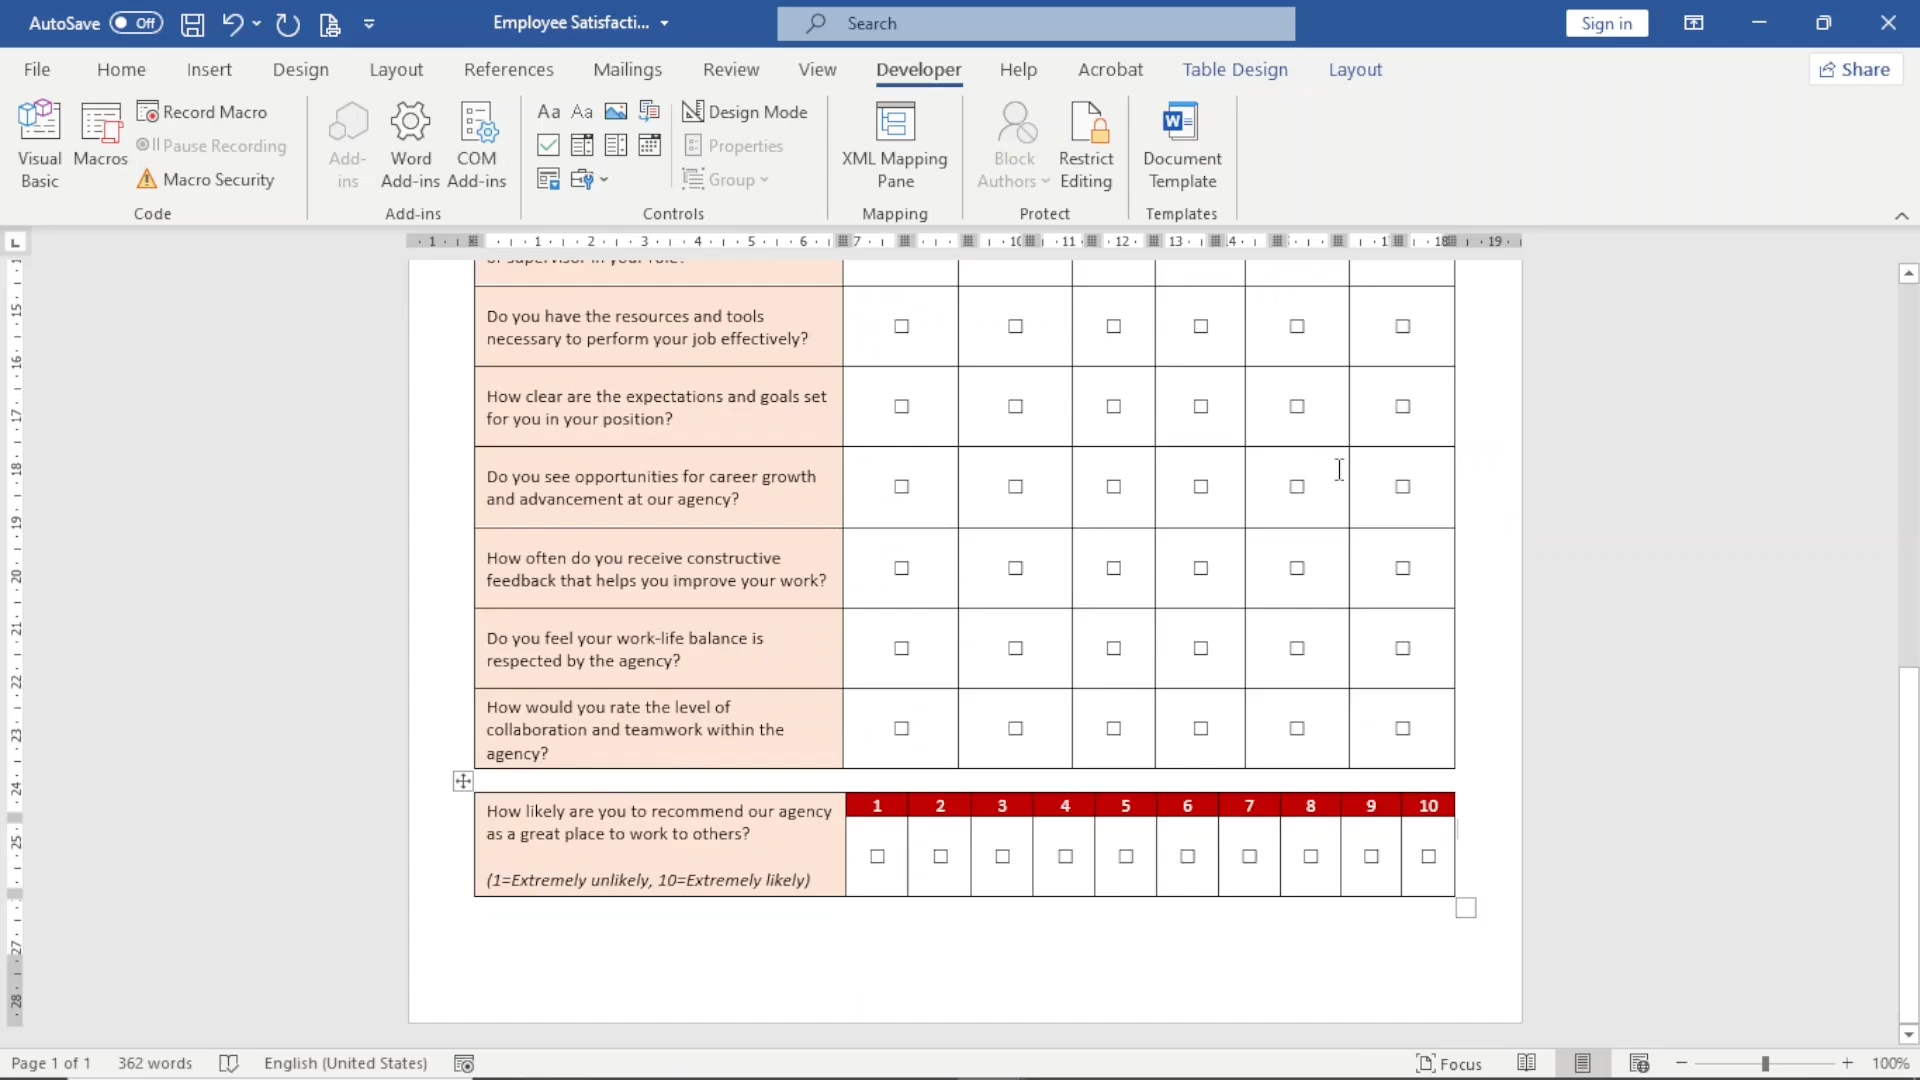 AutoSave Off Employee Satisfacti... Search Sign in
File Home Insert Design Layout References Mailings Review View Developer Help Acrobat Table Design Layout Share
Visual Basic
Macros
Record Macro
Pause Recording
Macro Security
Code
Add-ins
Word Add-ins
COM Add-ins
Add-ins
Aa Aa
Design Mode
Properties
Group
Controls
XML Mapping Pane
Mapping
Block Authors
Restrict Editing
Protect
Document Template
Templates
Do you have the resources and tools
necessary to perform your job effectively?
How clear are the expectations and goals set
for you in your position?
Do you see opportunities for career growth
and advancement at our agency?
How often do you receive constructive
feedback that helps you improve your work?
Do you feel your work-life balance is
respected by the agency?
How would you rate the level of
collaboration and teamwork within the
agency?
How likely are you to recommend our agency
as a great place to work to others?
(1=Extremely unlikely, 10=Extremely likely)
1 2 3 4 5 6 7 8 9 10
Page 1 of 1 362 words English (United States) Focus 100%